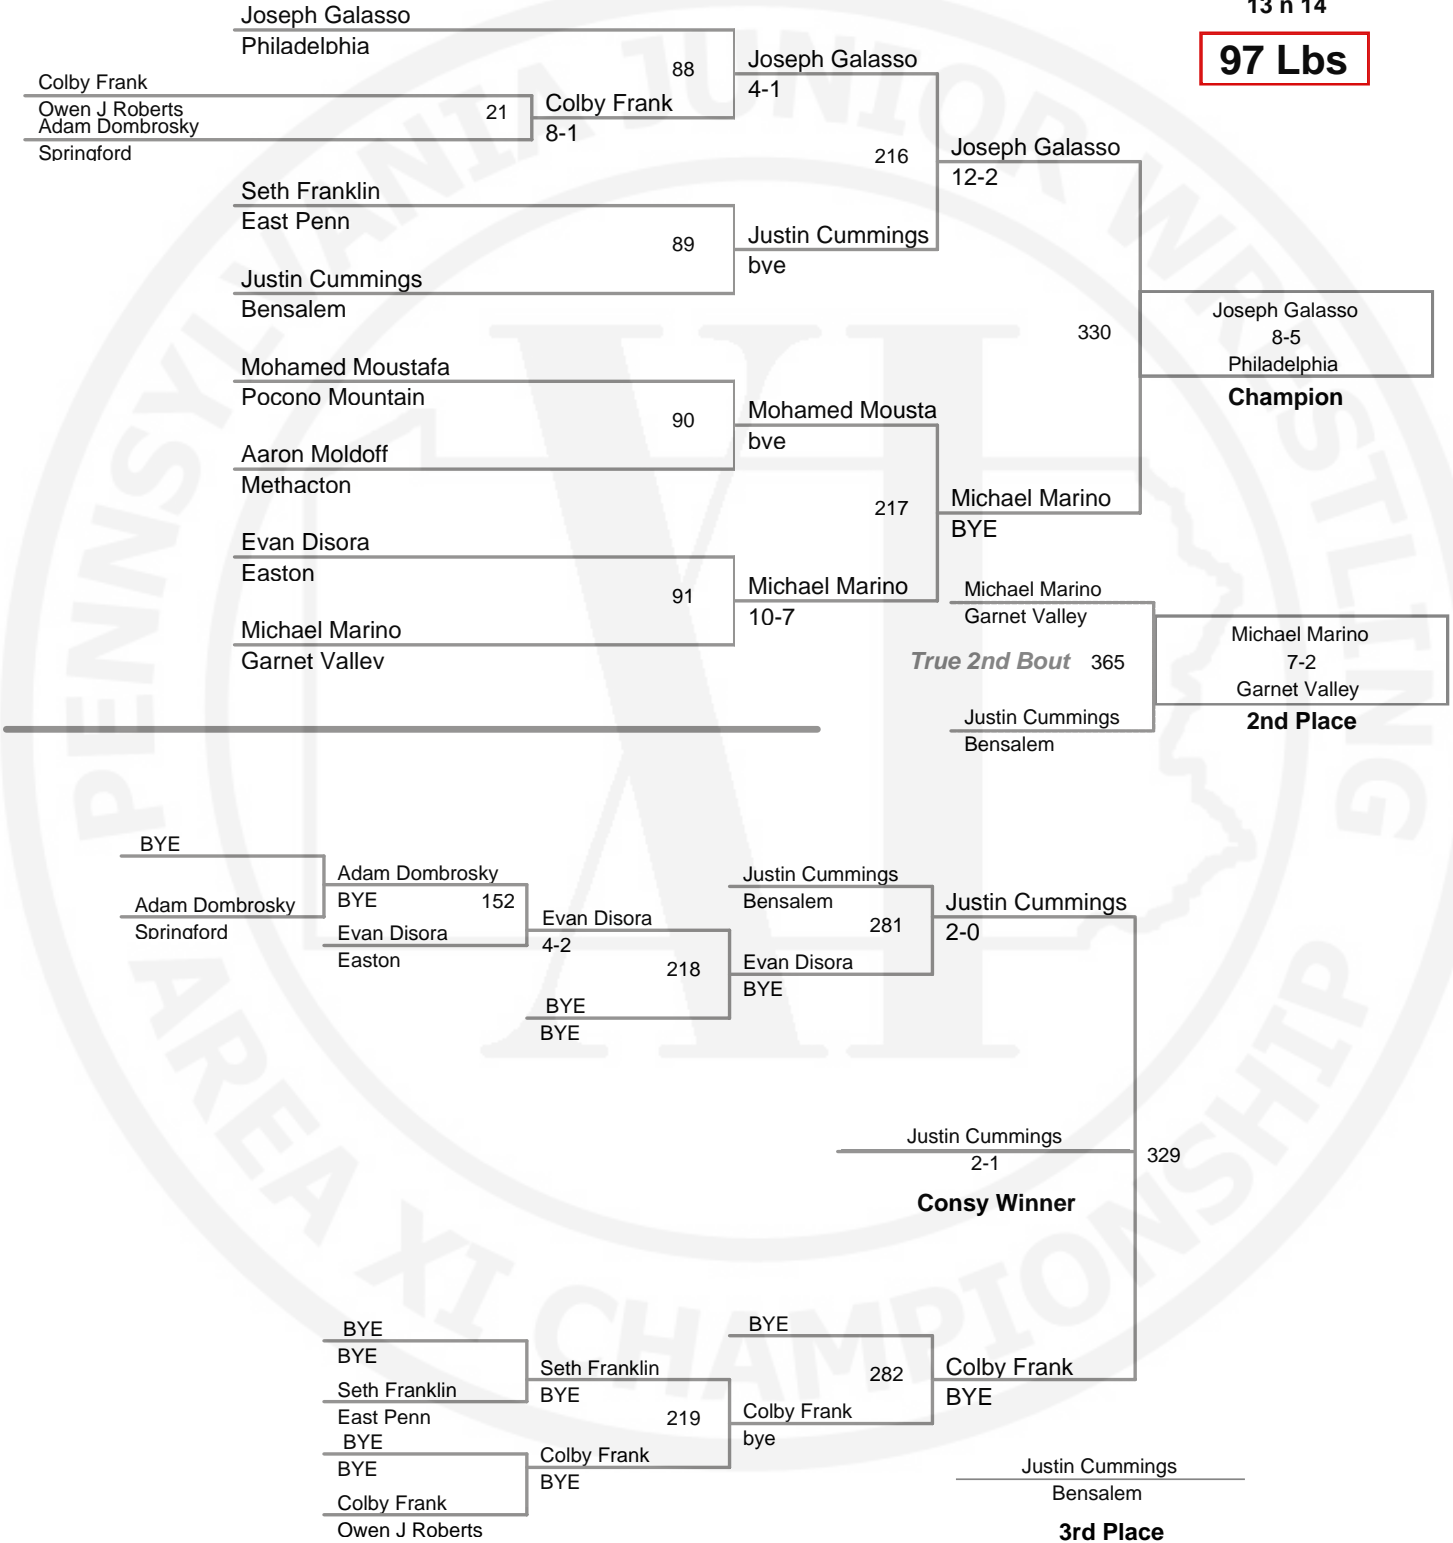 13 n 14
97 Lbs
Joseph Galasso
Philadelphia
88
Joseph Galasso
4-1
Colby Frank
Owen J Roberts
21
Colby Frank
8-1
Adam Dombrosky
Springford
216
Joseph Galasso
12-2
Seth Franklin
East Penn
89
Justin Cummings
bye
Justin Cummings
Bensalem
330
Joseph Galasso
8-5
Philadelphia
Champion
Mohamed Moustafa
Pocono Mountain
90
Mohamed Mousta
bye
Aaron Moldoff
Methacton
217
Michael Marino
BYE
Evan Disora
Easton
91
Michael Marino
10-7
Michael Marino
Garnet Valley
Michael Marino
Garnet Valley
True 2nd Bout 365
Michael Marino
7-2
Garnet Valley
2nd Place
Justin Cummings
Bensalem
BYE
Adam Dombrosky
BYE
152
Adam Dombrosky
Springford
Evan Disora
Easton
Evan Disora
4-2
218
BYE
BYE
Justin Cummings
Bensalem
281
Justin Cummings
2-0
Evan Disora
BYE
Justin Cummings
2-1
329
Consy Winner
BYE
BYE
Seth Franklin
BYE
Seth Franklin
East Penn
219
BYE
BYE
Colby Frank
BYE
Colby Frank
Owen J Roberts
BYE
282
Colby Frank
BYE
Colby Frank
bye
Justin Cummings
Bensalem
3rd Place
PENNSYLVANIA JUNIOR WRESTLING
XI
AREA XI CHAMPIONSHIP